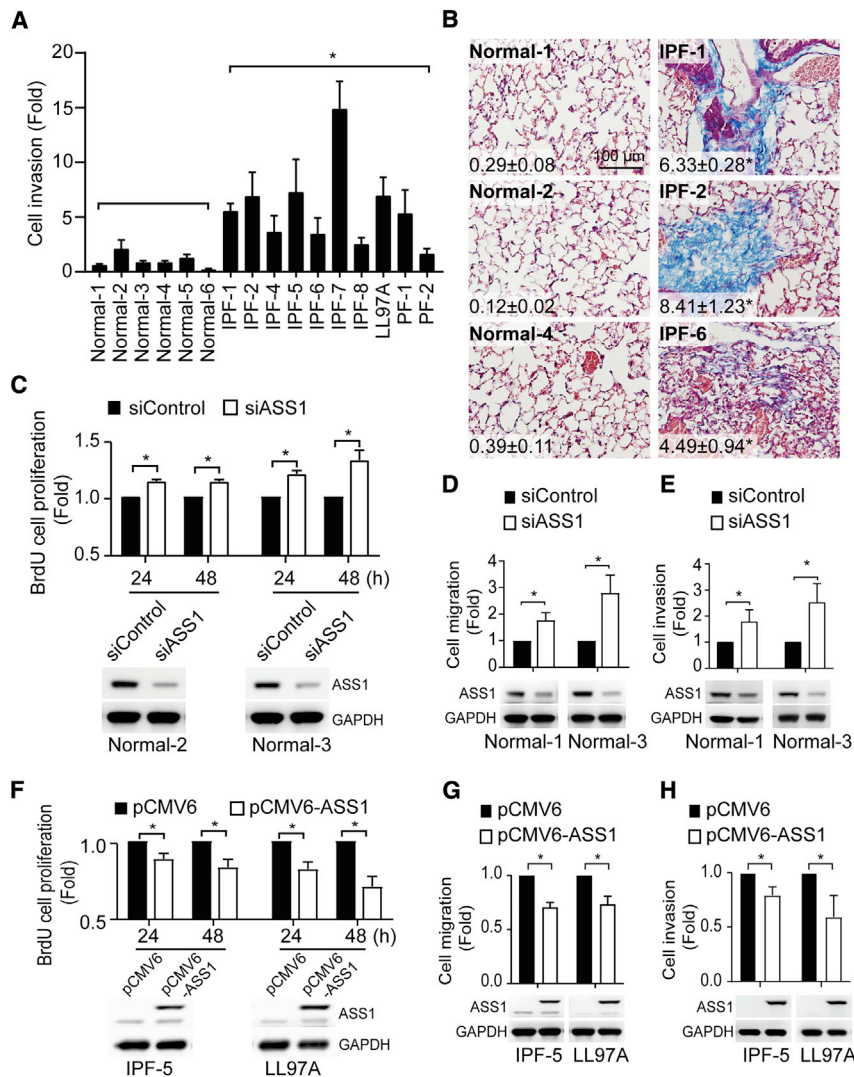 A
Cell invasion (Fold)
20
15
10
5
0
*
Normal-1
Normal-2
Normal-3
Normal-4
Normal-5
Normal-6
IPF-1
IPF-2
IPF-4
IPF-5
IPF-6
IPF-7
IPF-8
LL97A
PF-1
PF-2
B
Normal-1
0.29±0.08
100 µm
IPF-1
6.33±0.28*
Normal-2
0.12±0.02
IPF-2
8.41±1.23*
Normal-4
0.39±0.11
IPF-6
4.49±0.94*
C
siControl siASS1
BrdU cell proliferation
(Fold)
1.5
1.0
0.5
* * * *
24 48 24 48 (h)
siControl siASS1 siControl siASS1
ASS1
GAPDH
Normal-2 Normal-3
D
siControl
siASS1
Cell migration
(Fold)
4
3
2
1
0
* *
ASS1
GAPDH
Normal-1 Normal-3
E
siControl
siASS1
Cell invasion
(Fold)
4
3
2
1
0
* *
ASS1
GAPDH
Normal-1 Normal-3
F
pCMV6 pCMV6-ASS1
BrdU cell proliferation
(Fold)
1.0
0.5
* * * *
24 48 24 48 (h)
pCMV6 pCMV6
-ASS1 pCMV6 pCMV6
-ASS1
ASS1
GAPDH
IPF-5 LL97A
G
pCMV6
pCMV6-ASS1
Cell migration
(Fold)
1.0
0.5
0.0
* *
ASS1
GAPDH
IPF-5 LL97A
H
pCMV6
pCMV6-ASS1
Cell invasion
(Fold)
1.0
0.5
0.0
* *
ASS1
GAPDH
IPF-5 LL97A